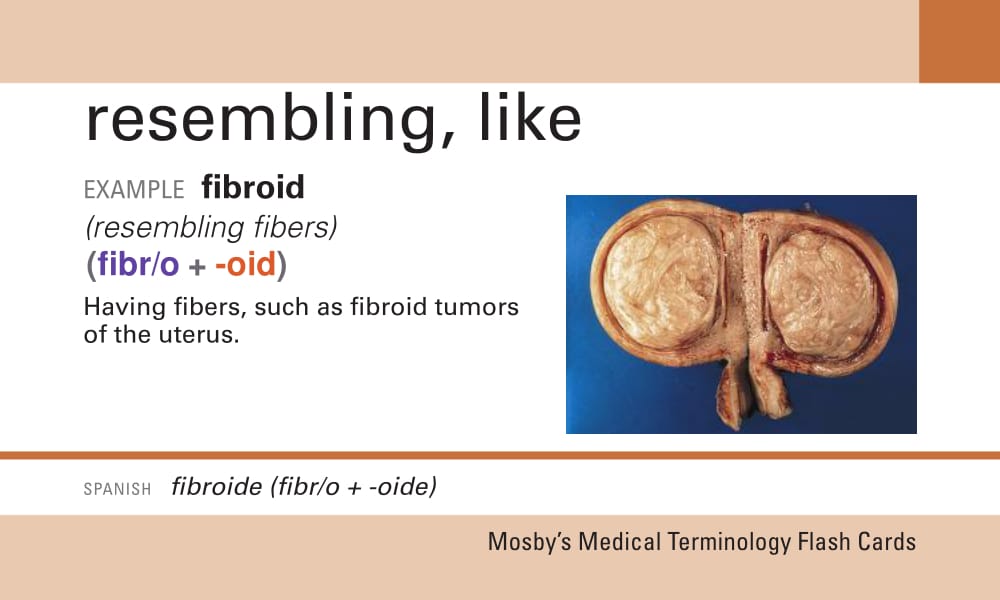 resembling, like
EXAMPLE fibroid
(resembling fibers)
(fibr/o + -oid)
Having fibers, such as fibroid tumors
of the uterus.
SPANISH fibroide (fibr/o + -oide)
Mosby's Medical Terminology Flash Cards